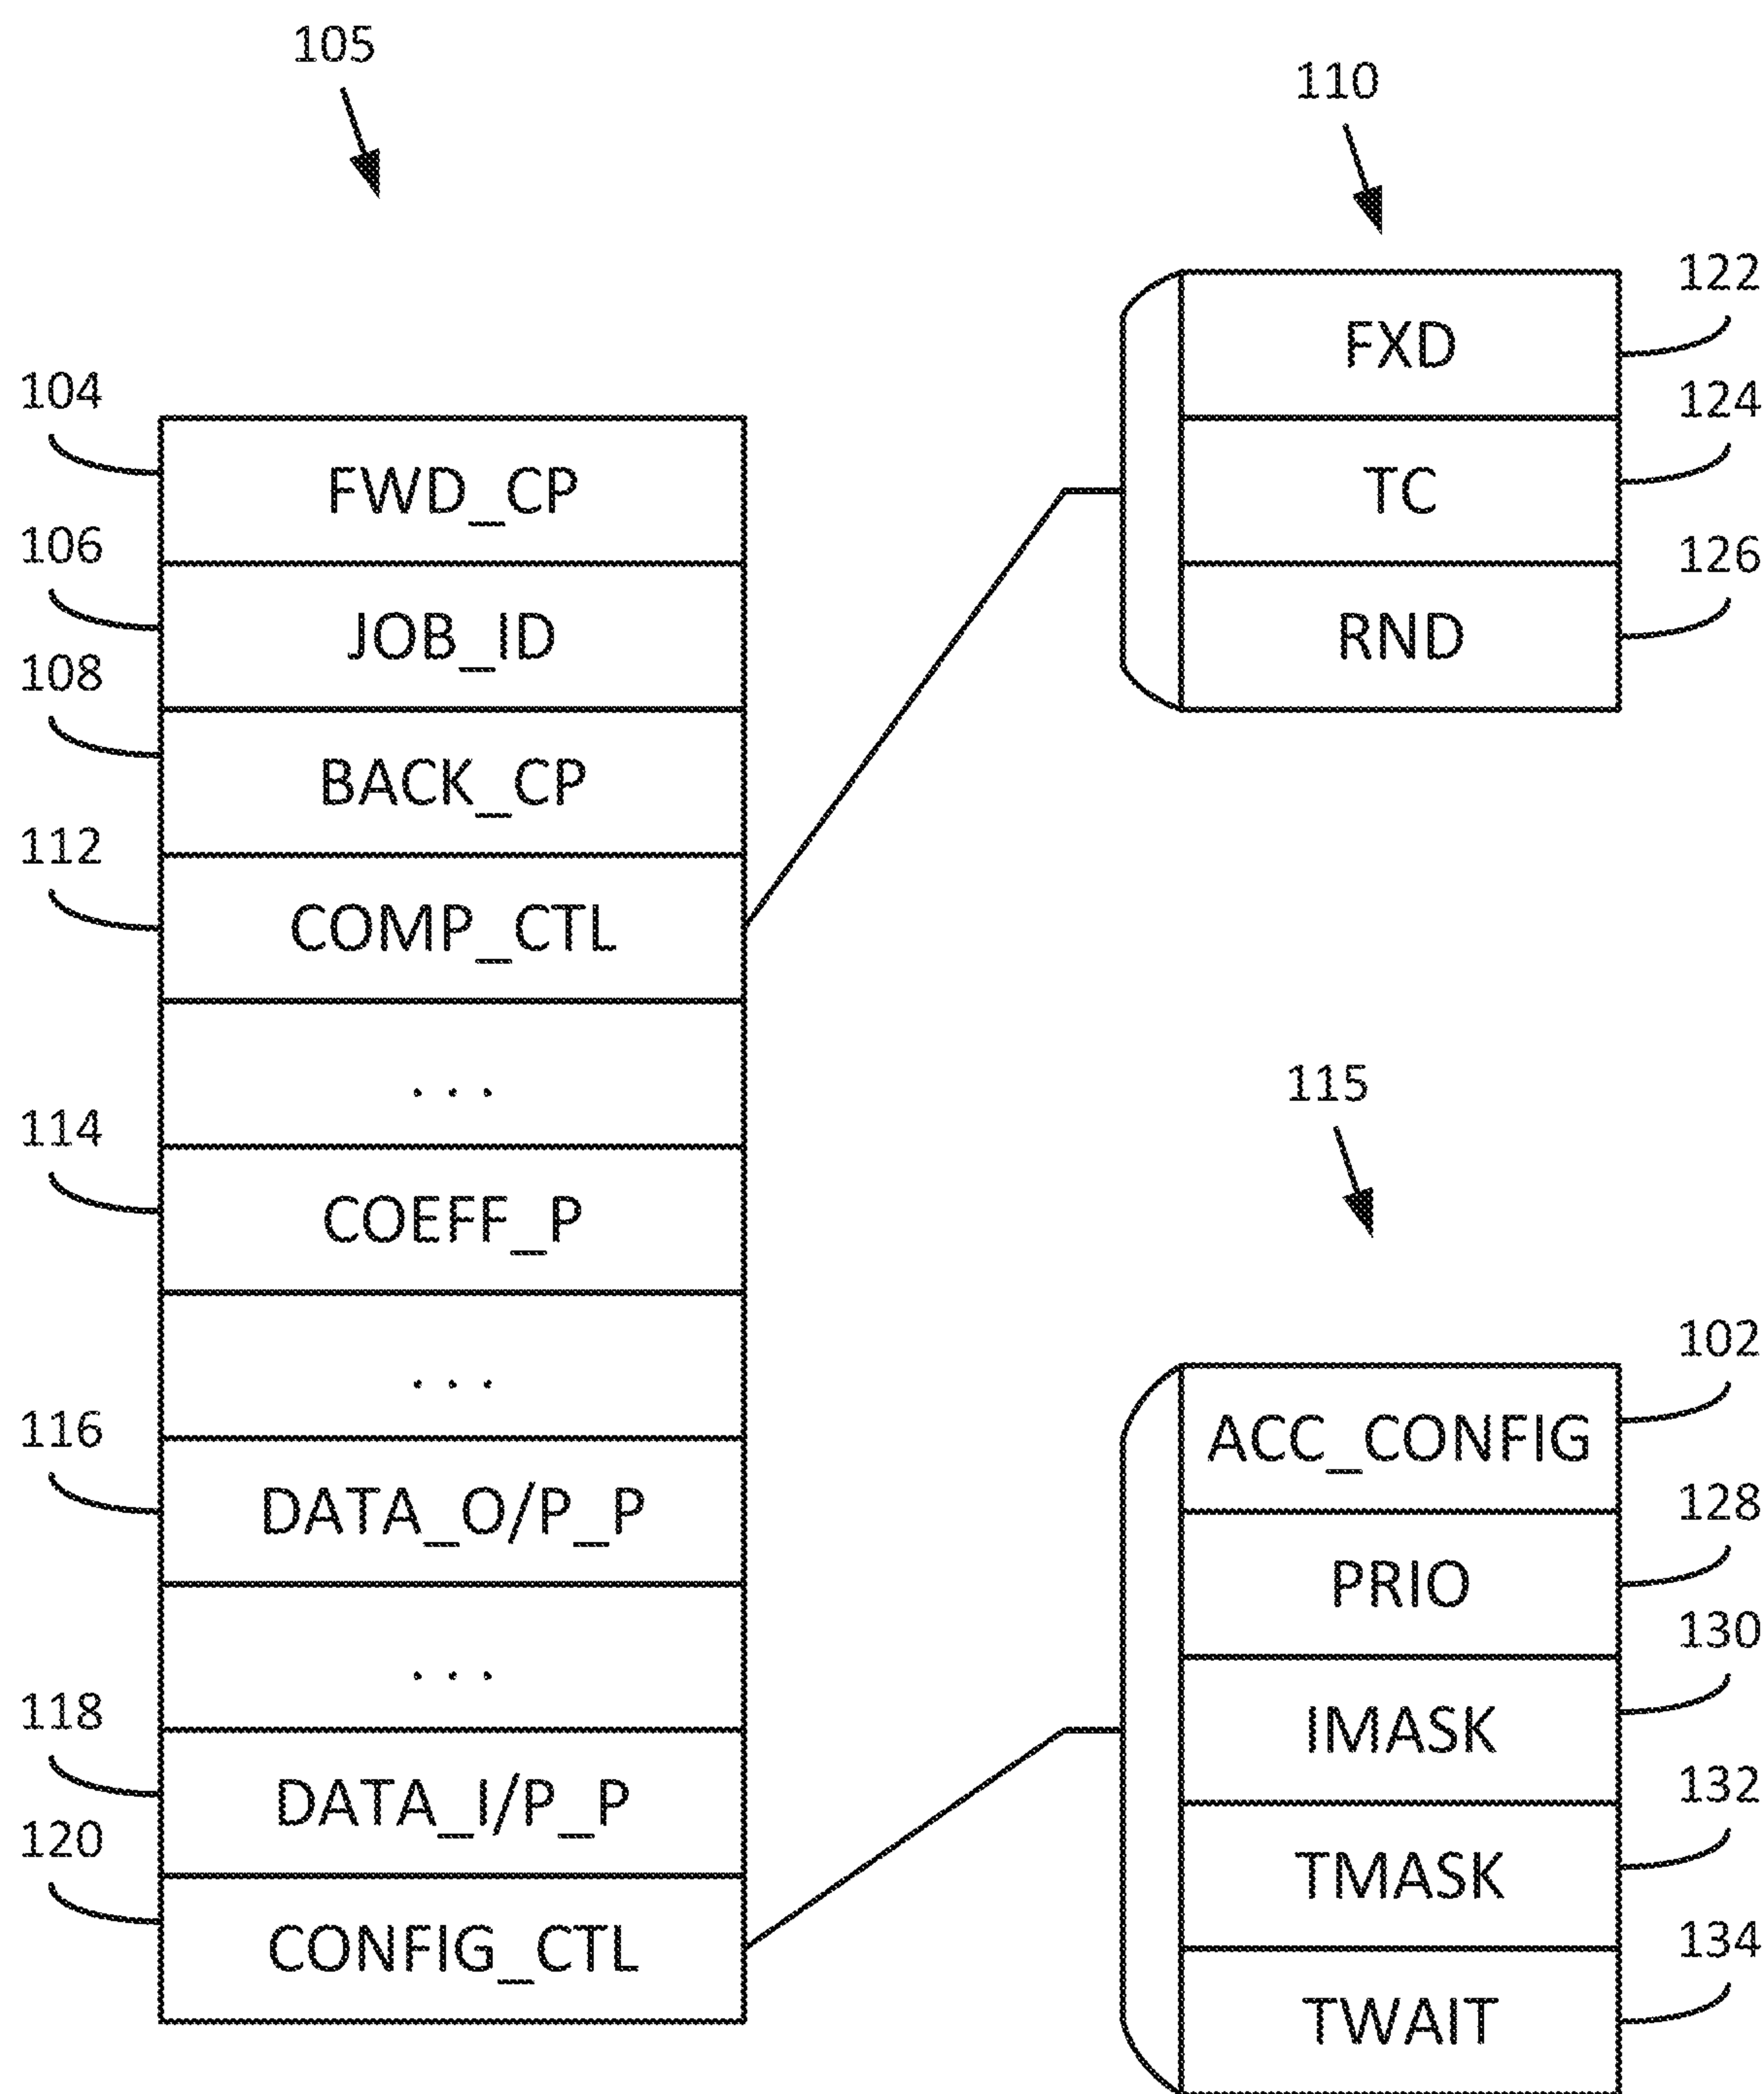 105
104
FWD_CP
106
JOB_ID
108
BACK_CP
112
COMP_CTL
. . .
114
COEFF_P
. . .
116
DATA_O/P_P
. . .
118
DATA_I/P_P
120
CONFIG_CTL
110
122
FXD
124
TC
126
RND
115
102
ACC_CONFIG
128
PRIO
130
IMASK
132
TMASK
134
TWAIT